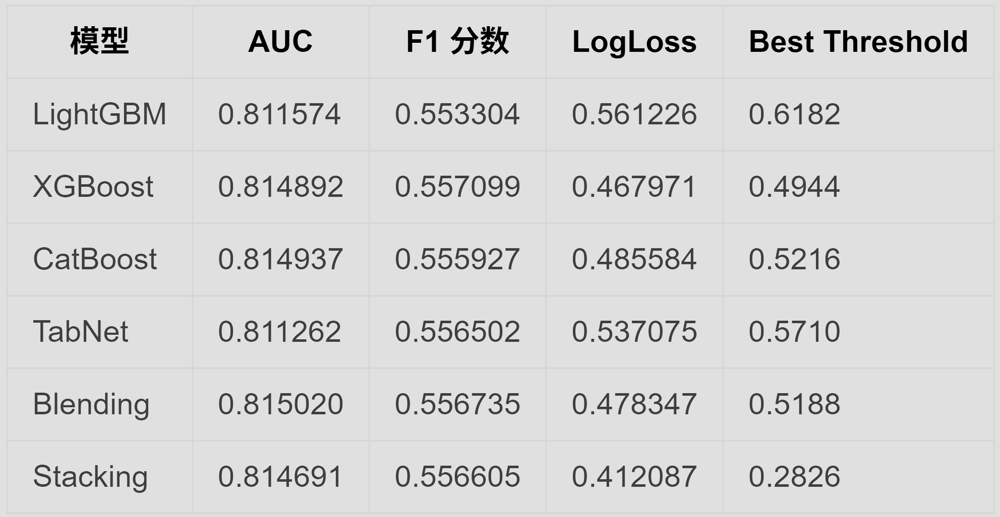 模型 AUC F1 分数 LogLoss Best Threshold
LightGBM 0.811574 0.553304 0.561226 0.6182
XGBoost 0.814892 0.557099 0.467971 0.4944
CatBoost 0.814937 0.555927 0.485584 0.5216
TabNet 0.811262 0.556502 0.537075 0.5710
Blending 0.815020 0.556735 0.478347 0.5188
Stacking 0.814691 0.556605 0.412087 0.2826